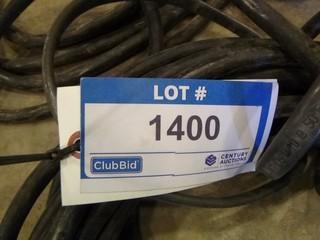 LOT #
1400
ClubBid
CENTURY
AUCTIONS